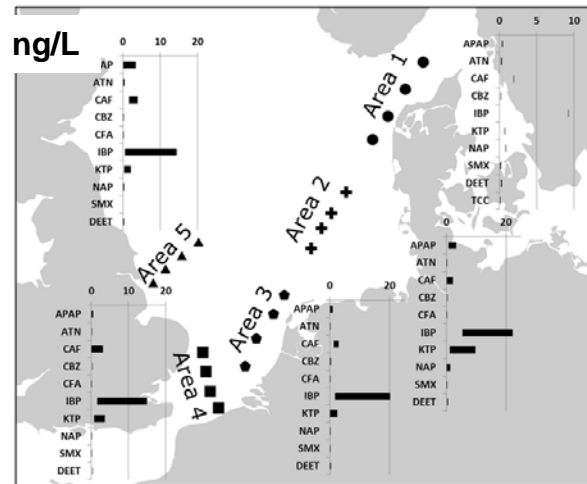 ng/L
0 10 20
AP
ATN
CAF
CBZ
CFA
IBP
KTP
NAP
SMX
DEET
Area 1
0 5 10
APAP
ATN
CAF
CBZ
IBP
KTP
NAP
SMX
DEET
TCC
Area 2
0 20
APAP
ATN
CAF
CBZ
CFA
IBP
KTP
NAP
SMX
DEET
Area 5
0 10 20
APAP
ATN
CAF
CBZ
CFA
IBP
KTP
NAP
SMX
DEET
Area 3
Area 4
0 20
APAP
ATN
CAF
CBZ
CFA
IBP
KTP
NAP
SMX
DEET